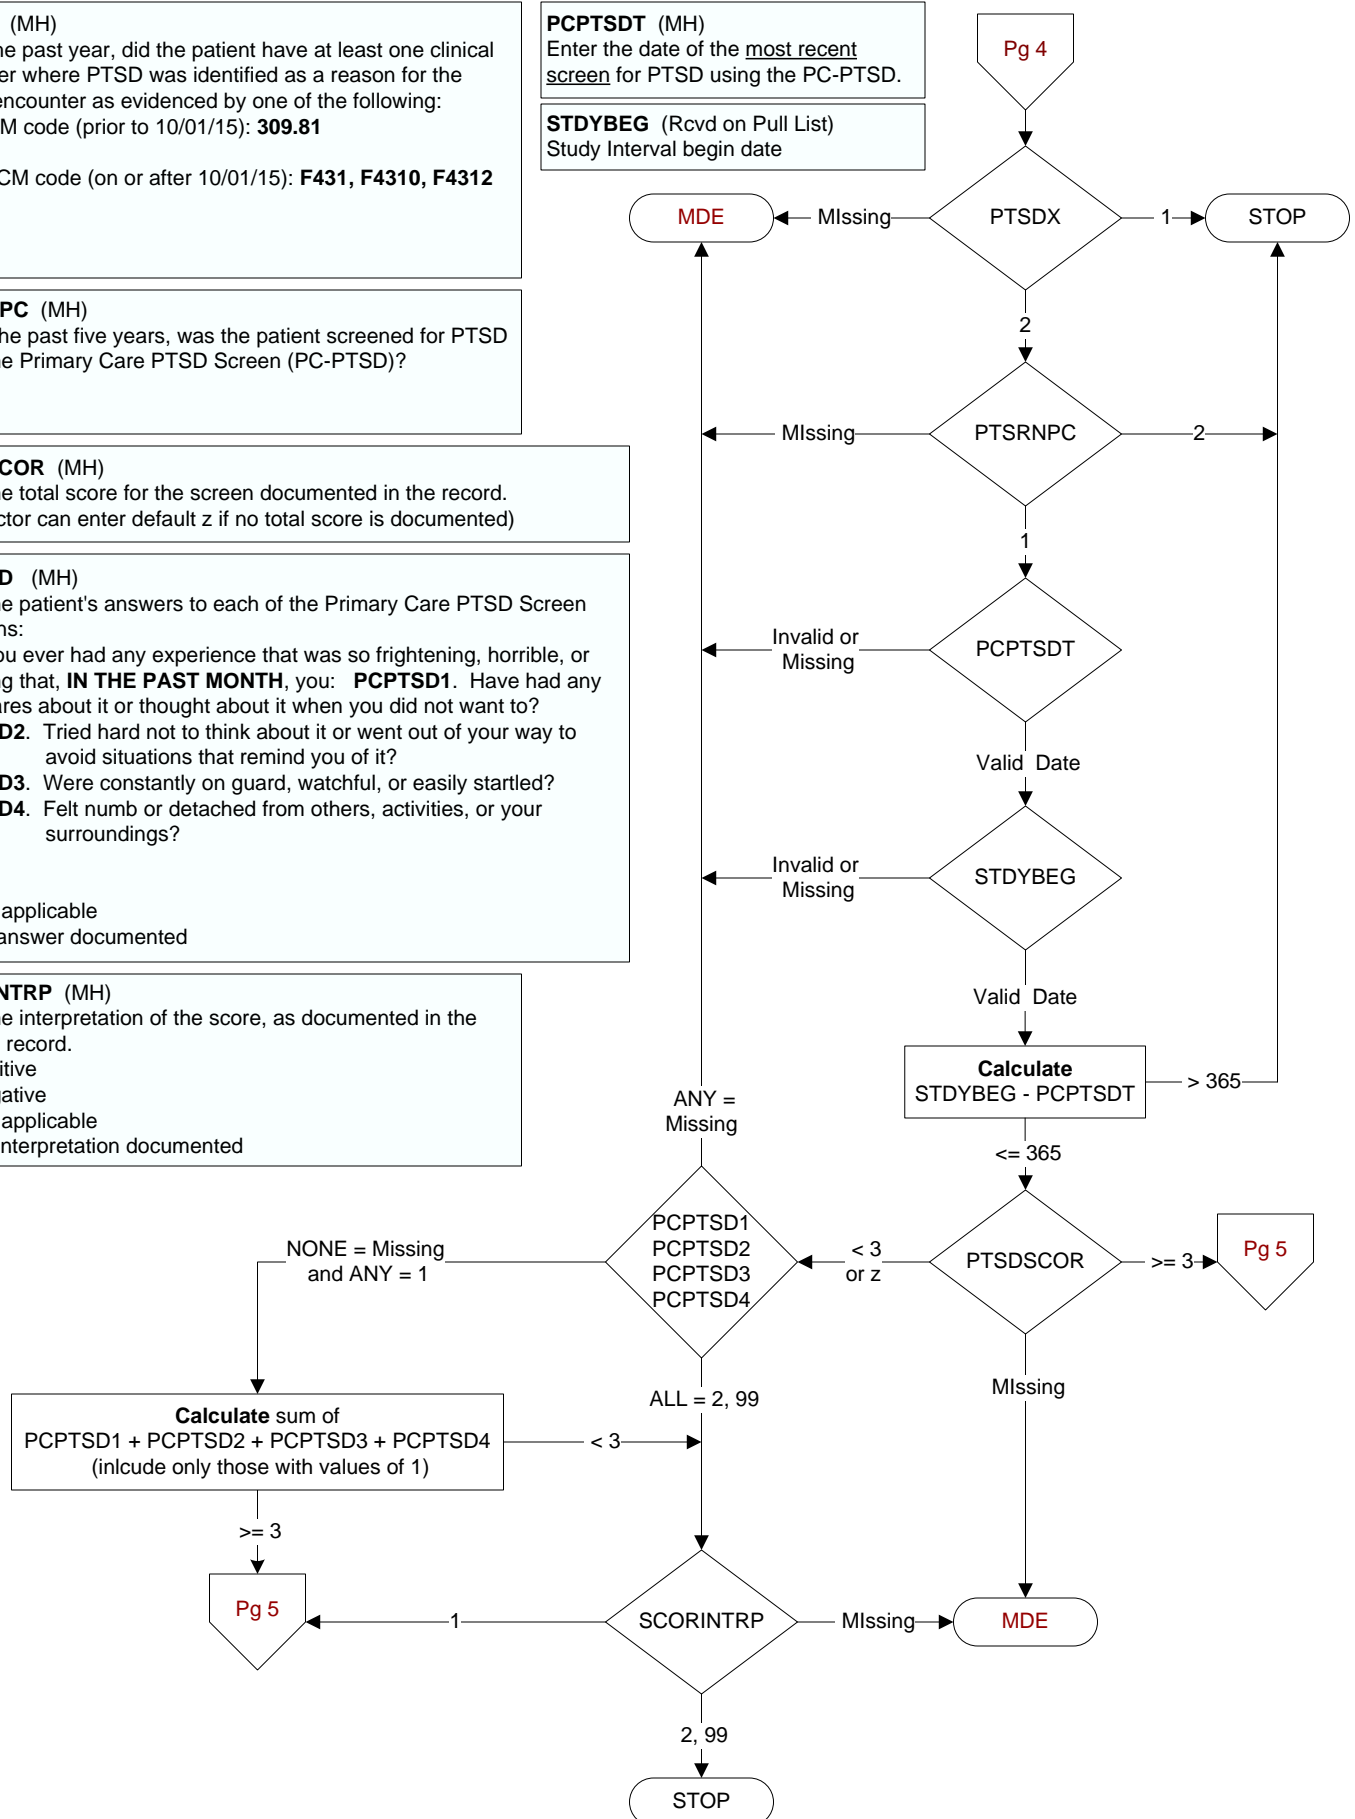 (MH)
past year, did the patient have at least one clinical
where PTSD was identified as a reason for the
encounter as evidenced by one of the following:
code (prior to 10/01/15): 309.81
code (on or after 10/01/15): F431, F4310, F4312
PC (MH)
past five years, was the patient screened for PTSD
Primary Care PTSD Screen (PC-PTSD)?
COR (MH)
total score for the screen documented in the record.
can enter default z if no total score is documented)
D (MH)
patient's answers to each of the Primary Care PTSD Screen
ever had any experience that was so frightening, horrible, or
that, IN THE PAST MONTH, you: PCPTSD1. Have had any
about it or thought about it when you did not want to?
D2. Tried hard not to think about it or went out of your way to
avoid situations that remind you of it?
D3. Were constantly on guard, watchful, or easily startled?
D4. Felt numb or detached from others, activities, or your
surroundings?
applicable
answer documented
NTRP (MH)
interpretation of the score, as documented in the
record.
applicable
interpretation documented
PCPTSDT (MH)
Enter the date of the most recent
screen for PTSD using the PC-PTSD.
STDYBEG (Rcvd on Pull List)
Study Interval begin date
Pg 4
MDE
MIssing
PTSDX
1
STOP
2
MIssing
PTSRNPC
2
1
Invalid or
Missing
PCPTSDT
Valid Date
Invalid or
Missing
STDYBEG
Valid Date
Calculate
STDYBEG - PCPTSDT
> 365
<= 365
ANY =
Missing
NONE = Missing
and ANY = 1
PCPTSD1
PCPTSD2
PCPTSD3
PCPTSD4
< 3
or z
PTSDSCOR
>= 3
Pg 5
MIssing
ALL = 2, 99
Calculate sum of
PCPTSD1 + PCPTSD2 + PCPTSD3 + PCPTSD4
(inlcude only those with values of 1)
< 3
>= 3
Pg 5
1
SCORINTRP
MIssing
MDE
2, 99
STOP